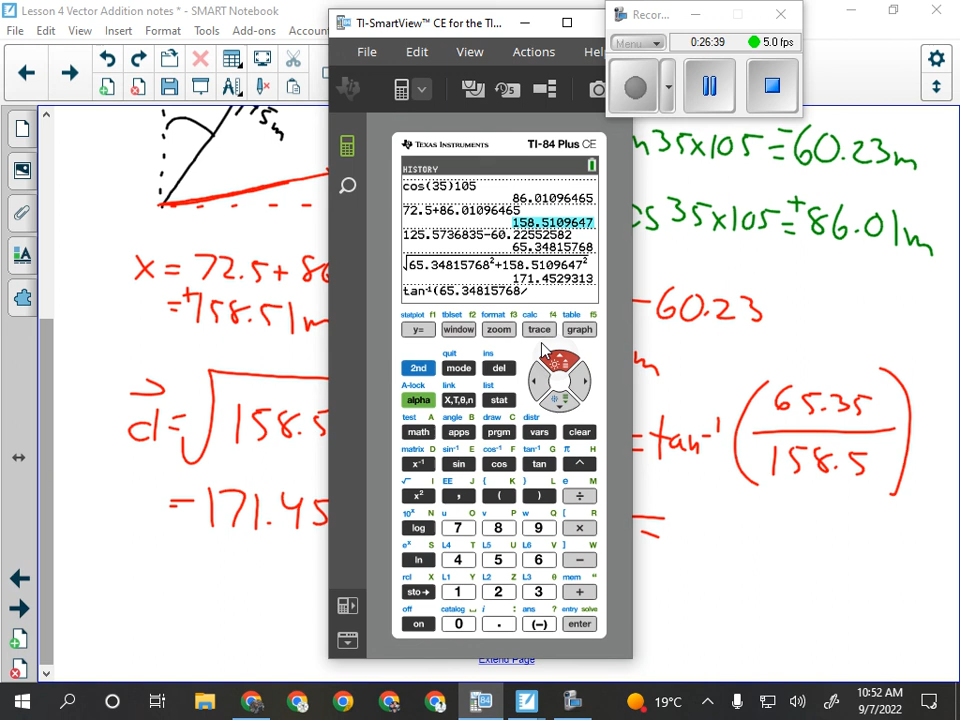 Lesson 4 Vector Addition notes * - SMART Notebook
TI-SmartView™ CE for the TI...
Recor...
File Edit View Insert Format Tools Add-ons Accoun
File Edit View Actions Hel
Menu 0:26:39 5.0 fps
TEXAS INSTRUMENTS TI-84 Plus CE
HISTORY
cos(35)105
86.01096465
72.5+86.01096465
158.5109647
125.5736835-60.22552582
65.34815768
√65.34815768²+158.5109647²
171.4529313
tan⁻¹(65.34815768/
statplot f1 tblset f2 format f3 calc f4 table f5
y= window zoom trace graph
quit ins
2nd mode del
A-lock link list
alpha X,T,θ,n stat
test A angle B draw C distr
math apps prgm vars clear
matrix D sin⁻¹ E cos⁻¹ F tan⁻¹ G π H
x⁻¹ sin cos tan ^
√ I EE J { K } L e M
x² , ( ) ÷
10ˣ N u O v P w Q [ R
log 7 8 9 ×
eˣ S L4 T L5 U L6 V ] W
ln 4 5 6 −
rcl X L1 Y L2 Z L3 θ mem "
sto→ 1 2 3 +
off catalog i : ans ? entry solve
on 0 . (−) enter
5m
n35x105=60.23m
cs 35x105=+86.01m
x = 72.5+86
=+158.51m
-60.23
m
d = √158.5
= tan⁻¹ (65.35
158.5)
= 171.45
=
Extend Page
19°C
10:52 AM
9/7/2022